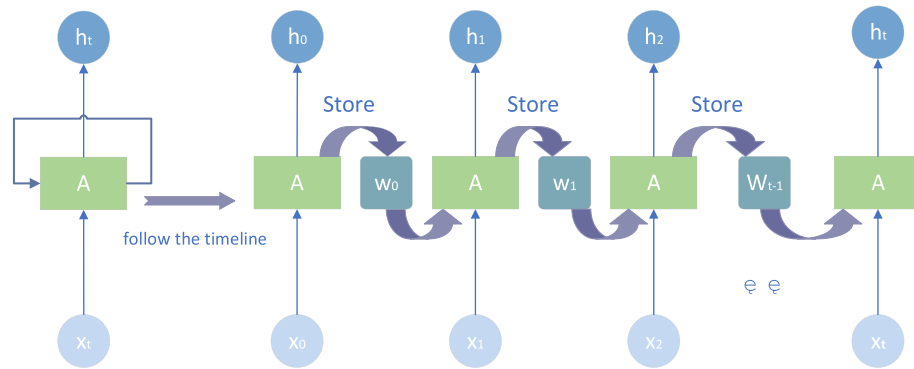 hₜ h₀ h₁ h₂ hₜ
Store Store Store
A A w₀ A w₁ A Wₜ₋₁ A
follow the timeline
xₜ x₀ x₁ x₂ xₜ